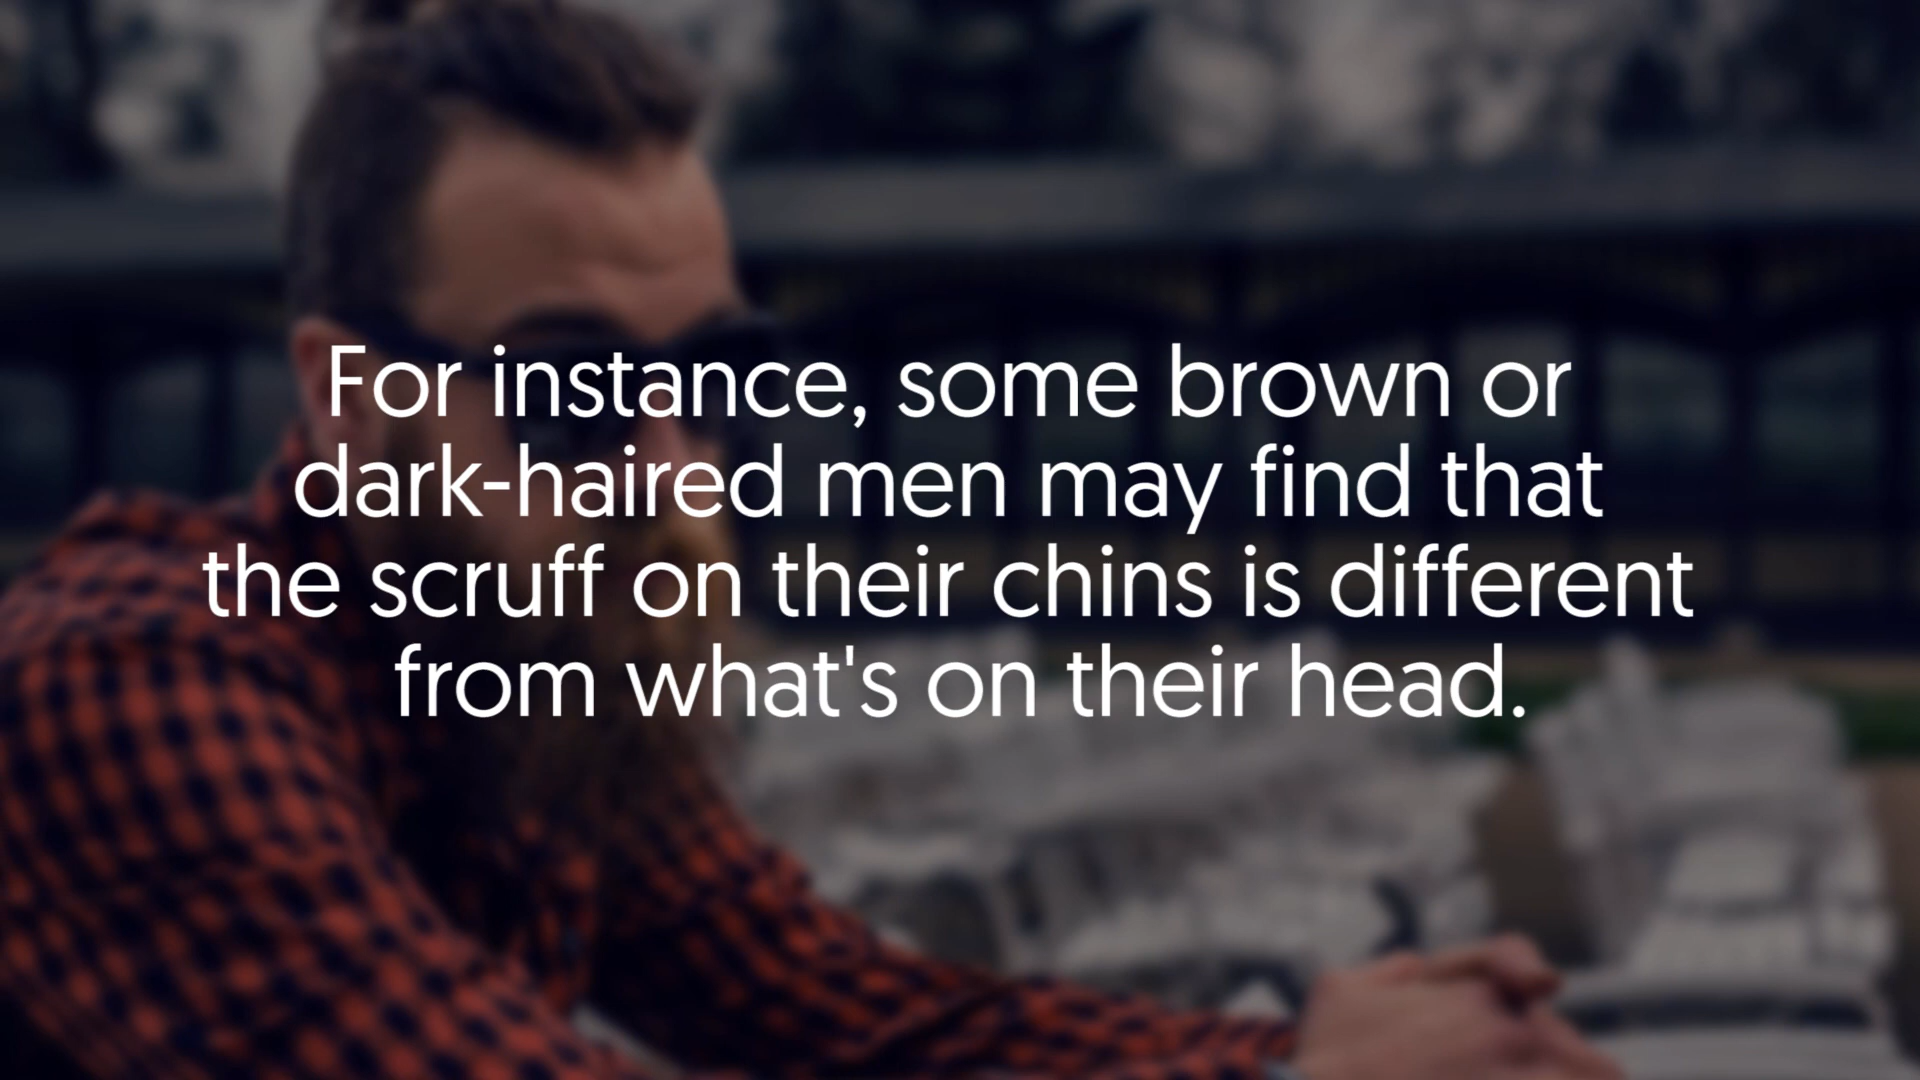 For instance, some brown or
dark-haired men may find that
the scruff on their chins is different
from what's on their head.